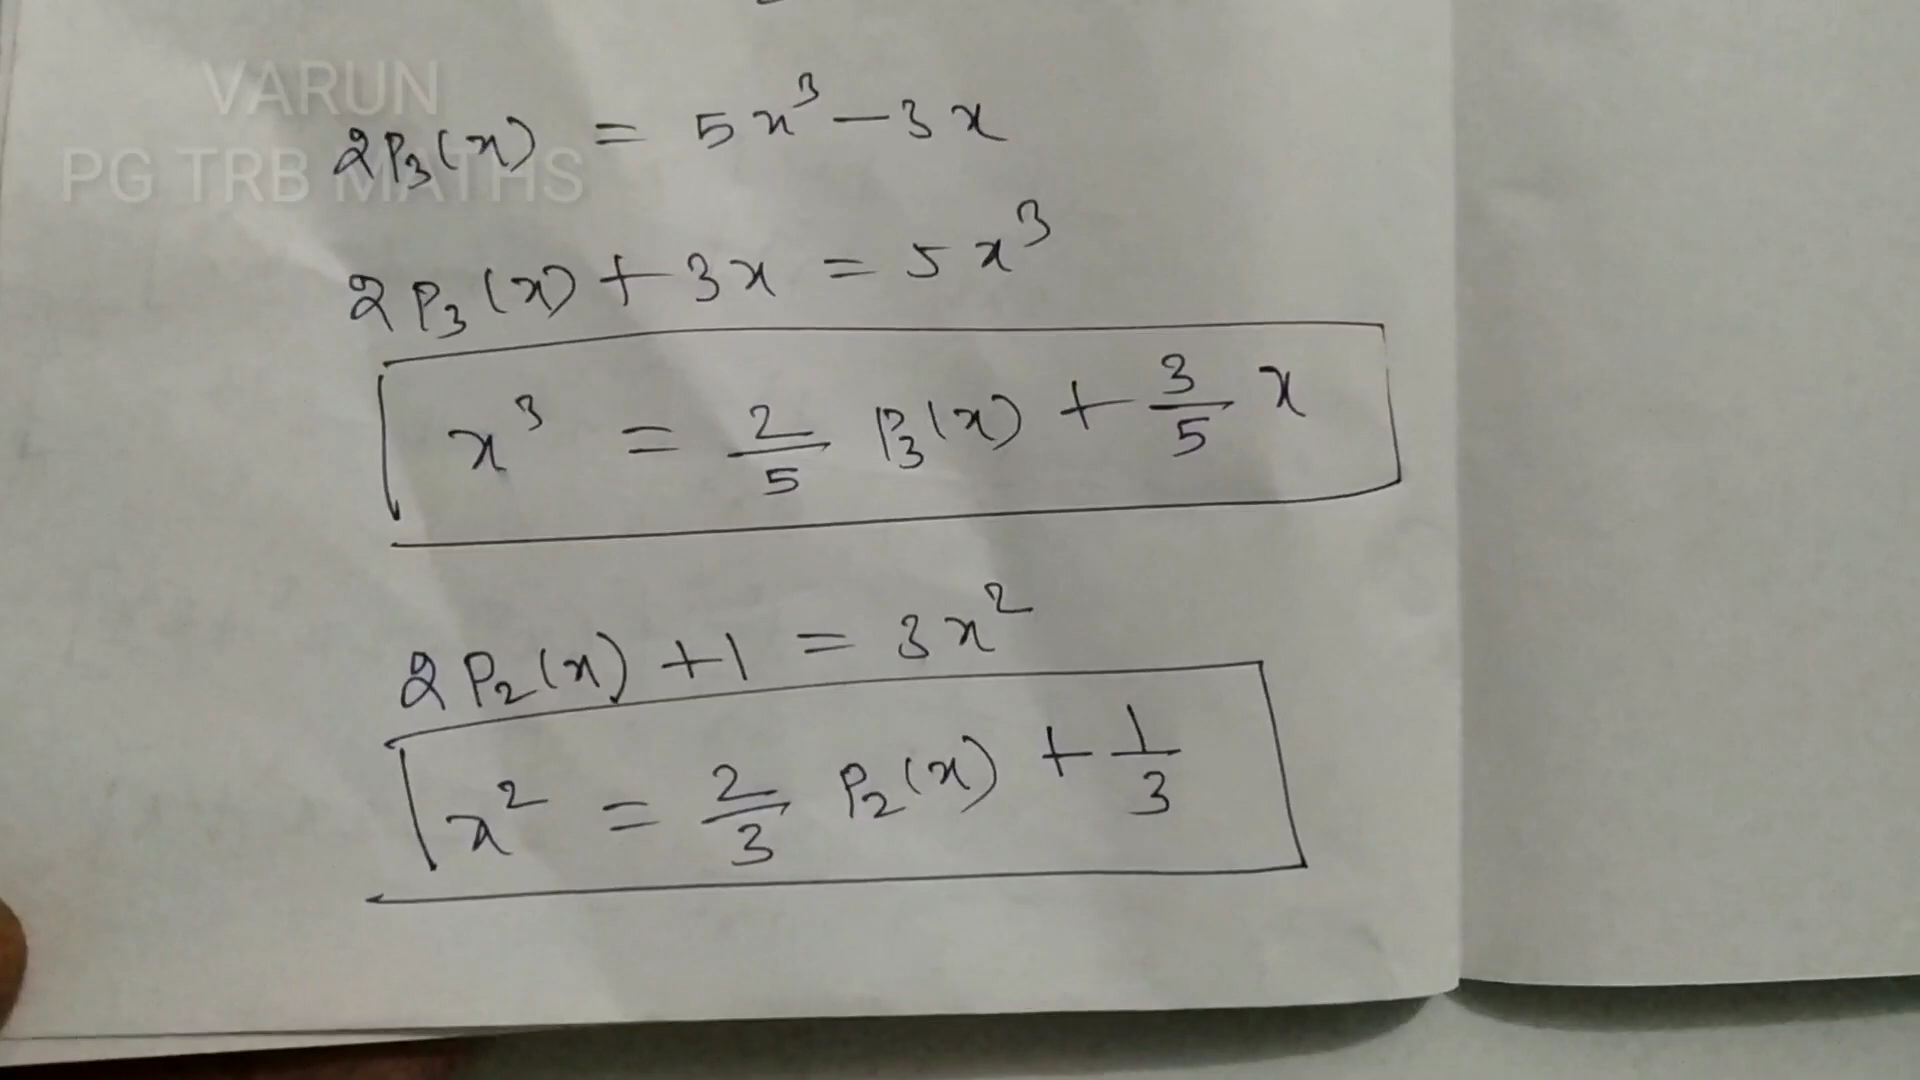 VARUN
PG TRB MATHS
2P₃(x) = 5x³ - 3x
2P₃(x) + 3x = 5x³
x³ = 2/5 P₃(x) + 3/5 x
2P₂(x) + 1 = 3x²
x² = 2/3 P₂(x) + 1/3